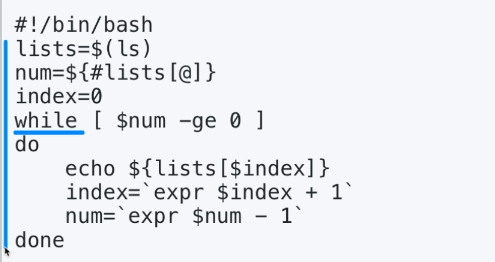 #!/bin/bash
lists=$(ls)
num=${#lists[@]}
index=0
while [ $num -ge 0 ]
do
    echo ${lists[$index]}
    index=`expr $index + 1`
    num=`expr $num - 1`
done